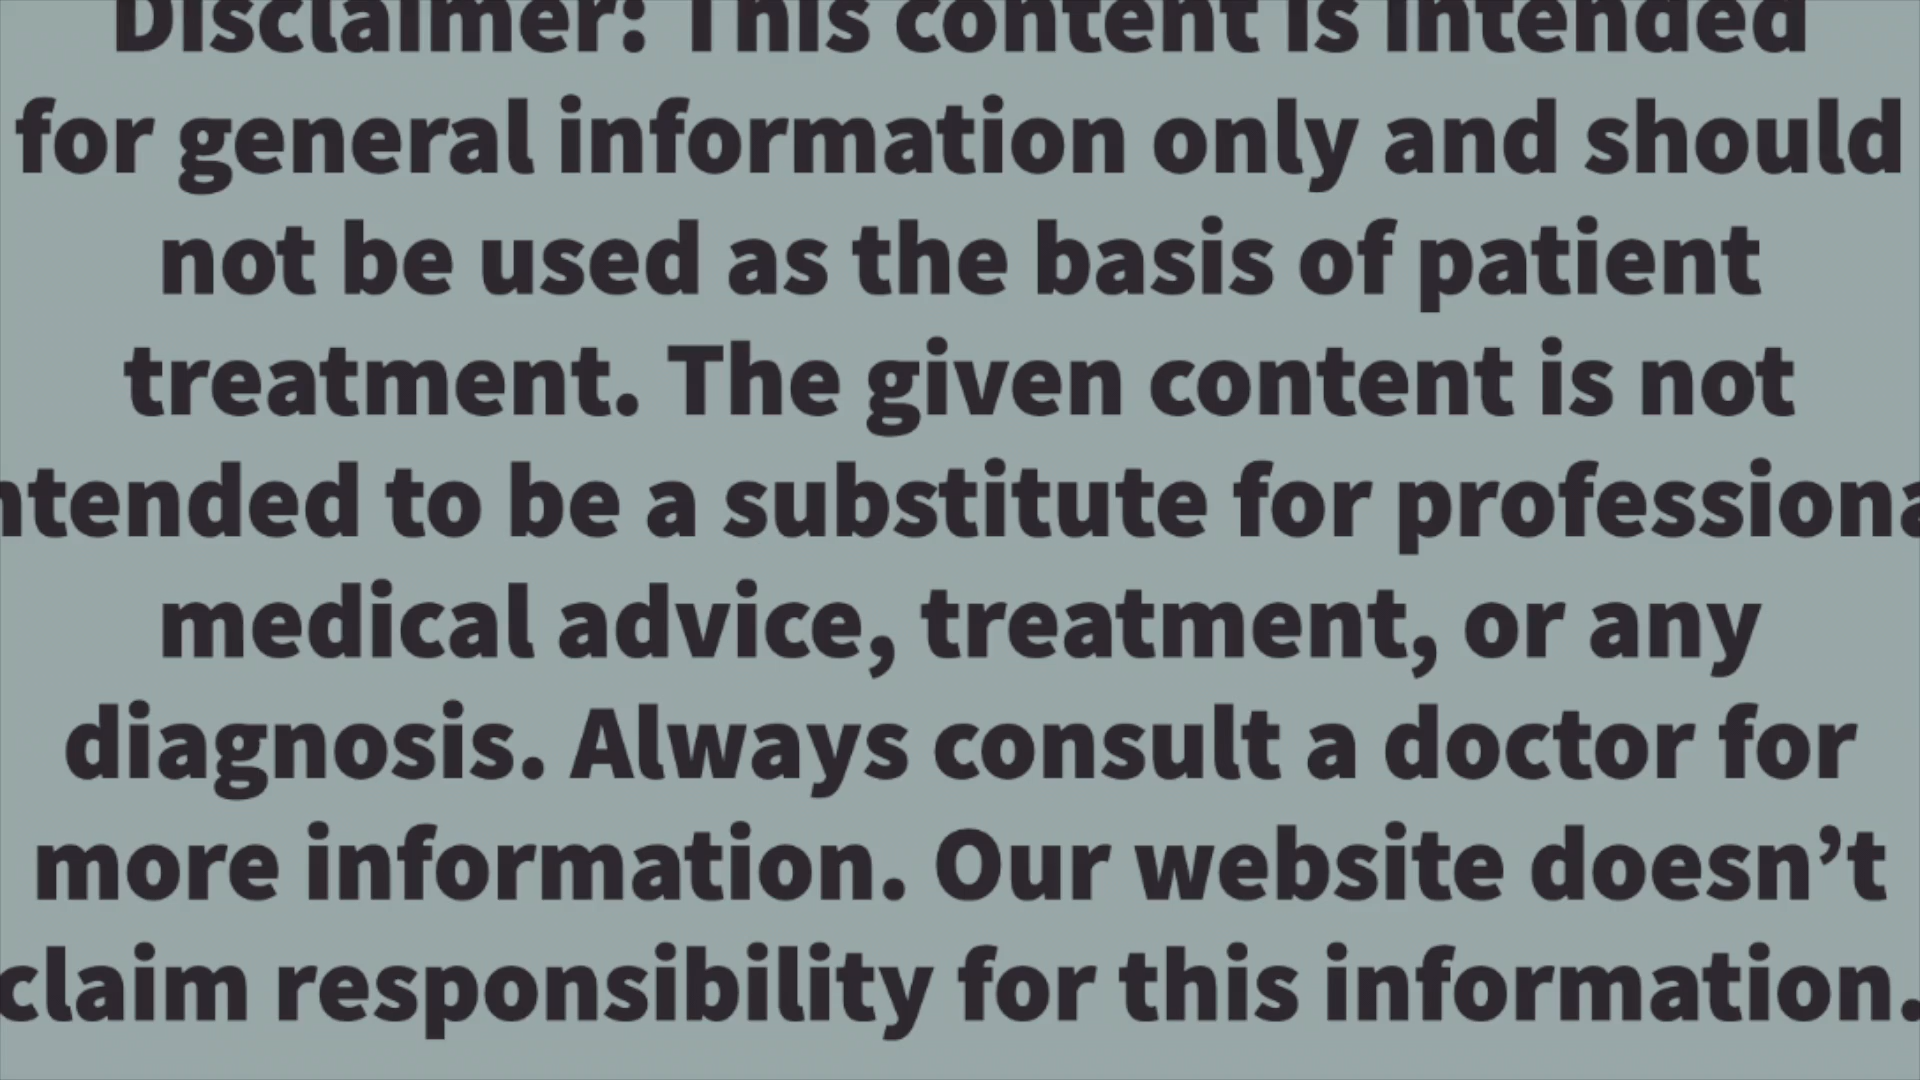 Disclaimer: This content is intended
for general information only and should
not be used as the basis of patient
treatment. The given content is not
ntended to be a substitute for professiona
medical advice, treatment, or any
diagnosis. Always consult a doctor for
more information. Our website doesn’t
claim responsibility for this information.